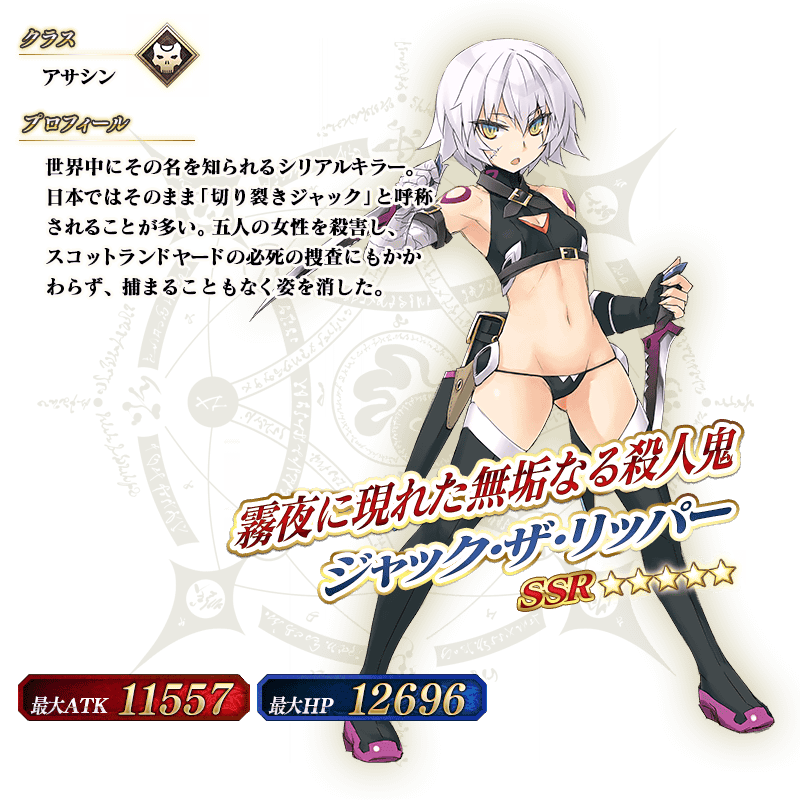 クラス
アサシン
プロフィール
世界中にその名を知られるシリアルキラー。
日本ではそのまま「切り裂きジャック」と呼称
されることが多い。五人の女性を殺害し、
スコットランドヤードの必死の捜査にもかか
わらず、捕まることもなく姿を消した。
霧夜に現れた無垢なる殺人鬼
ジャック・ザ・リッパー
SSR ☆☆☆☆☆
最大ATK 11557
最大HP 12696